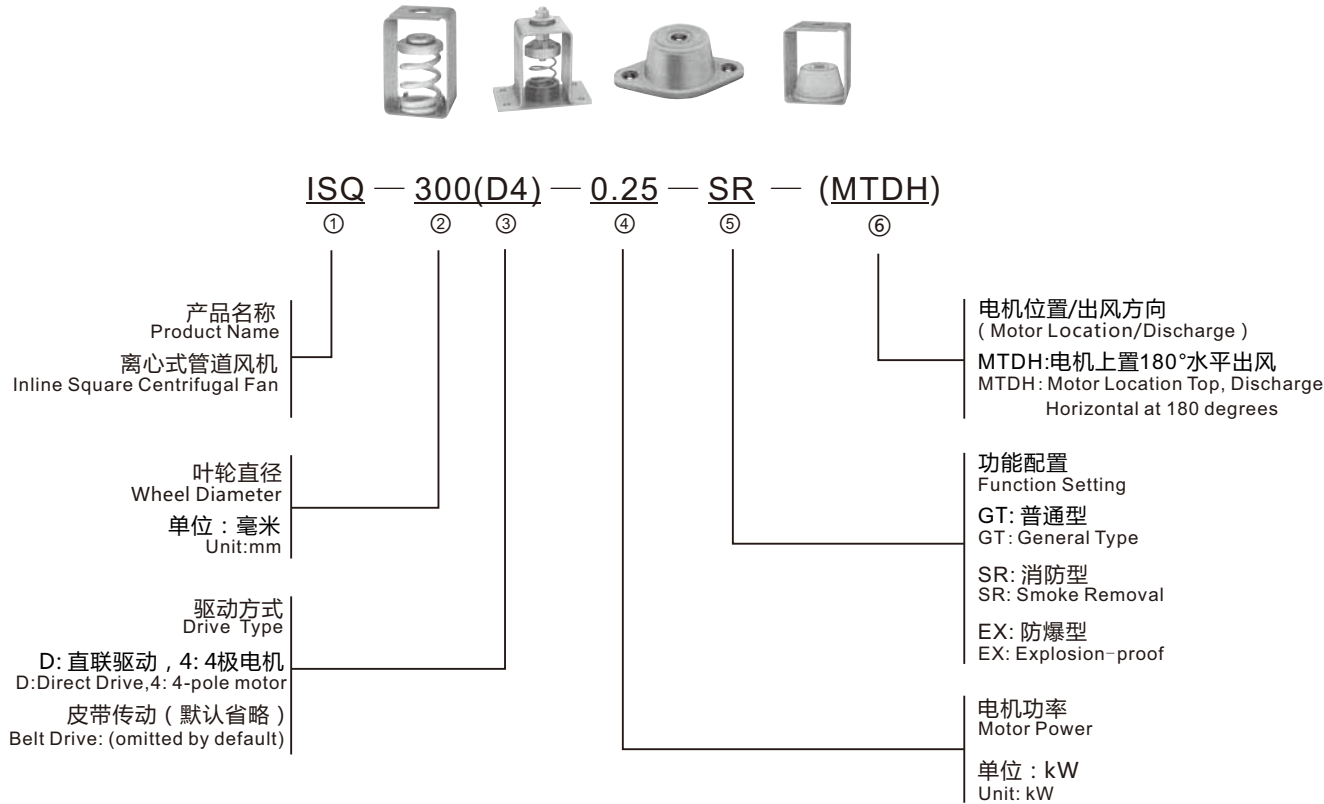 ISQ — 300(D4) — 0.25 — SR — (MTDH)
① ② ③ ④ ⑤ ⑥
产品名称
Product Name
离心式管道风机
Inline Square Centrifugal Fan
叶轮直径
Wheel Diameter
单位：毫米
Unit:mm
驱动方式
Drive Type
D: 直联驱动，4: 4极电机
D:Direct Drive,4: 4-pole motor
皮带传动（默认省略）
Belt Drive: (omitted by default)
电机位置/出风方向
( Motor Location/Discharge )
MTDH:电机上置180°水平出风
MTDH: Motor Location Top, Discharge
Horizontal at 180 degrees
功能配置
Function Setting
GT: 普通型
GT: General Type
SR: 消防型
SR: Smoke Removal
EX: 防爆型
EX: Explosion-proof
电机功率
Motor Power
单位：kW
Unit: kW